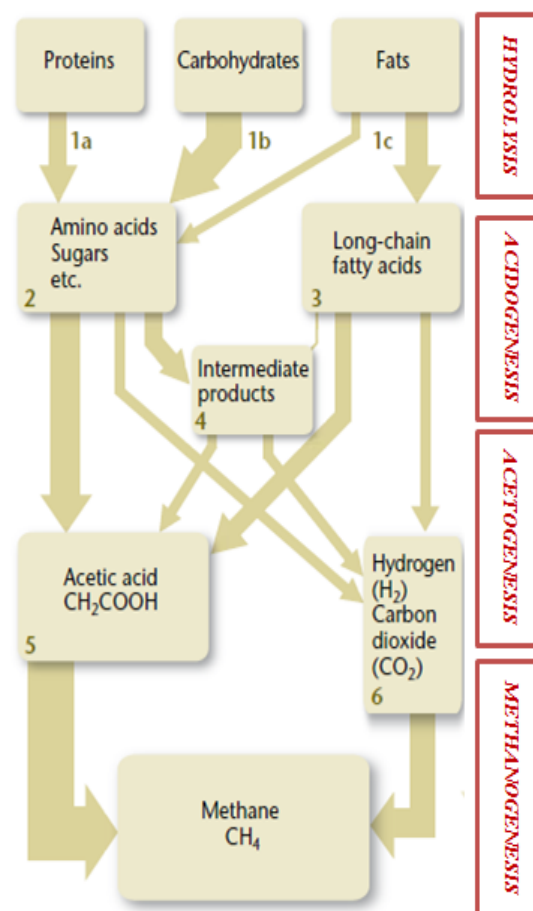 Proteins
Carbohydrates
Fats
HYDROLYSIS
1a
1b
1c
Amino acids
Sugars
etc.
2
Long-chain
fatty acids
3
ACIDOGENESIS
Intermediate
products
4
ACETOGENESIS
Acetic acid
CH₂COOH
5
Hydrogen
(H₂)
Carbon
dioxide
(CO₂)
6
METHANOGENESIS
Methane
CH₄